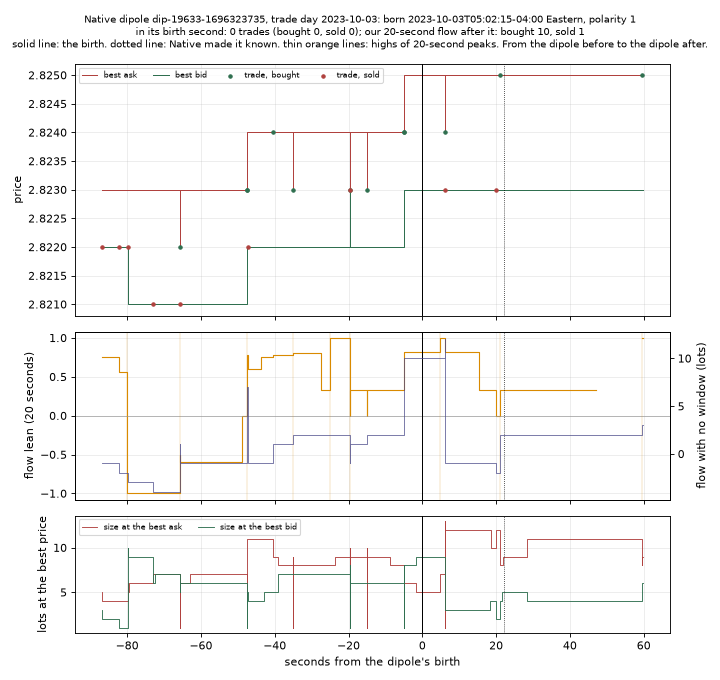 Native dipole dip-19633-1696323735, trade day 2023-10-03: born 2023-10-03T05:02:15-04:00 Eastern, polarity 1
in its birth second: 0 trades (bought 0, sold 0); our 20-second flow after it: bought 10, sold 1
solid line: the birth. dotted line: Native made it known. thin orange lines: highs of 20-second peaks. From the dipole before to the dipole after.
best ask
best bid
trade, bought
trade, sold
2.8250
2.8245
2.8240
2.8235
2.8230
2.8225
2.8220
2.8215
2.8210
price
1.0
0.5
0.0
−0.5
−1.0
flow lean (20 seconds)
10
5
0
flow with no window (lots)
size at the best ask
size at the best bid
10
5
lots at the best price
−80
−60
−40
−20
0
20
40
60
seconds from the dipole's birth